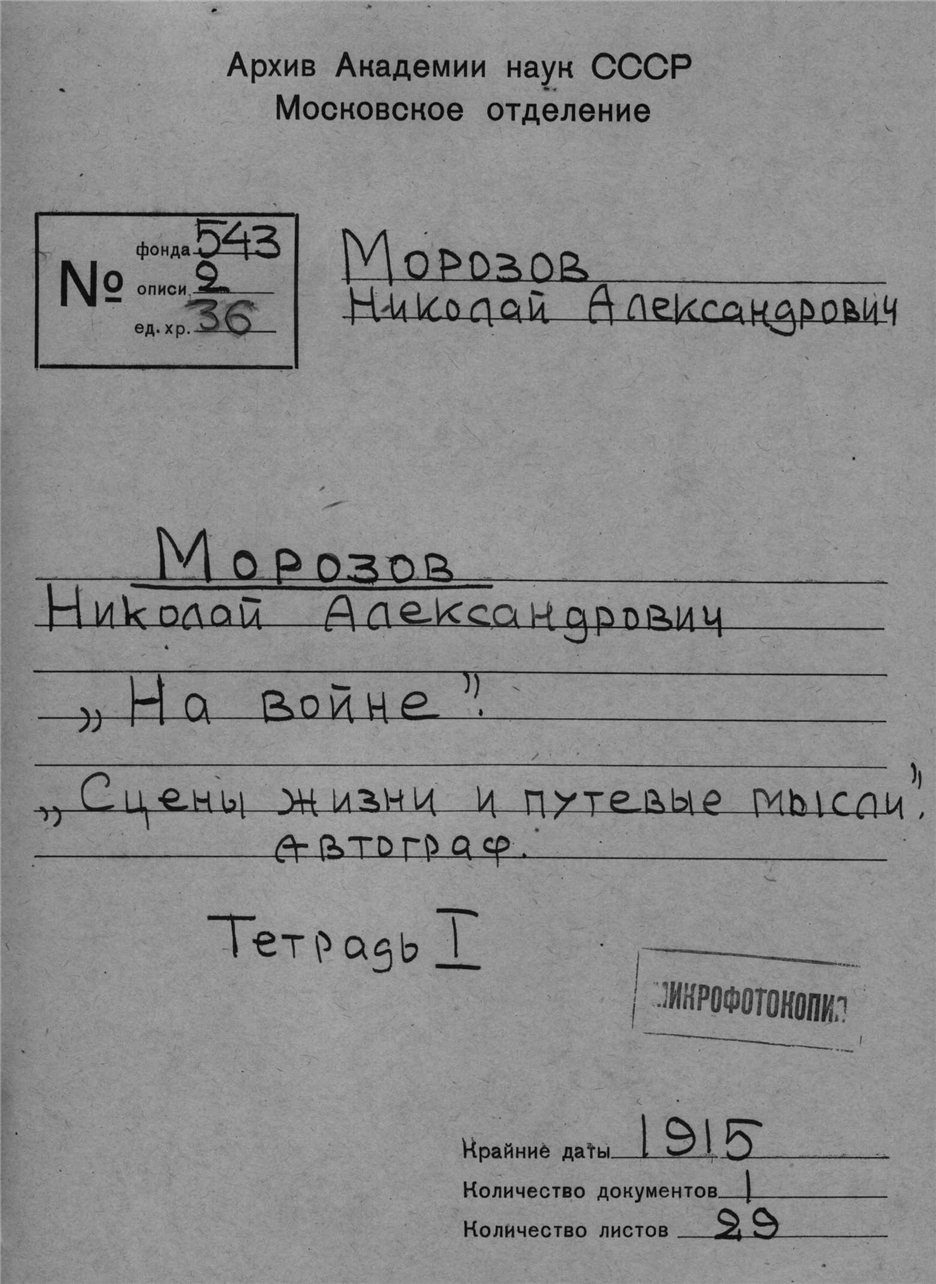 Архив Академии наук СССР
Московское отделение
№
фонда 543
описи 2
ед. хр. 36
Морозов
Николай Александрович
Морозов
Николай Александрович
„На войне".
„Сцены жизни и путевые мысли".
Автограф.
Тетрадь I
МИКРОФОТОКОПИЯ
Крайние даты 1915
Количество документов 1
Количество листов 29